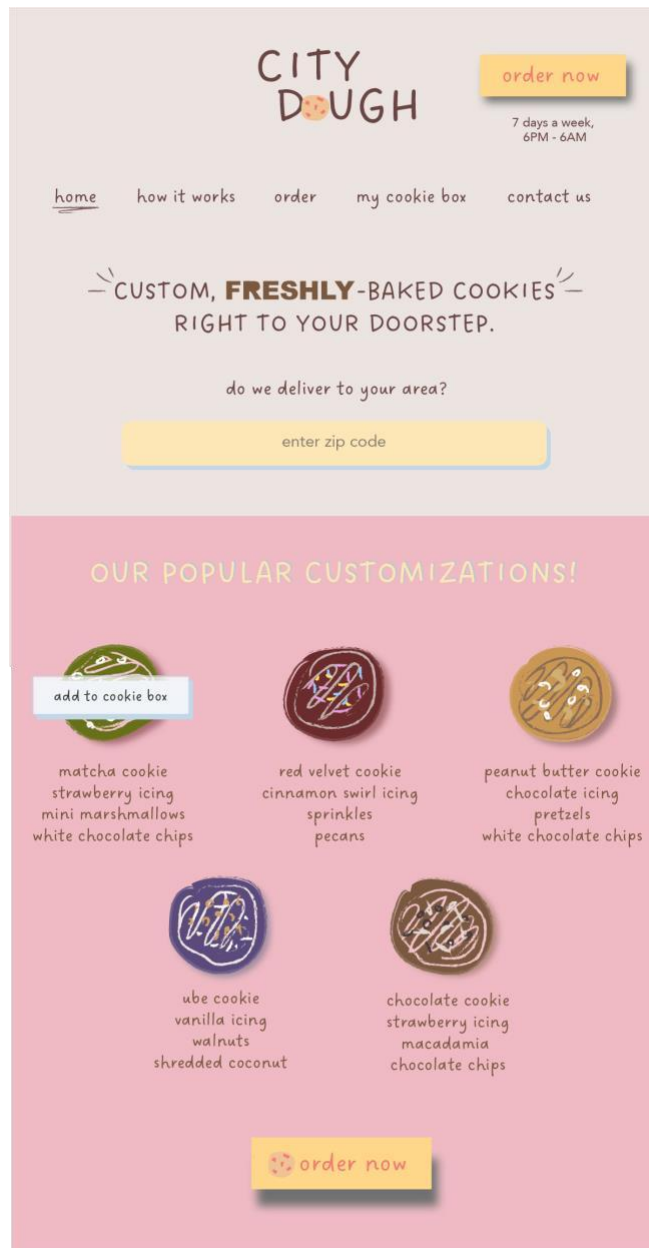 CITY
DOUGH
order now
7 days a week,
6PM - 6AM
home
how it works
order
my cookie box
contact us
CUSTOM, FRESHLY-BAKED COOKIES
RIGHT TO YOUR DOORSTEP.
do we deliver to your area?
enter zip code
OUR POPULAR CUSTOMIZATIONS!
add to cookie box
matcha cookie
strawberry icing
mini marshmallows
white chocolate chips
red velvet cookie
cinnamon swirl icing
sprinkles
pecans
peanut butter cookie
chocolate icing
pretzels
white chocolate chips
ube cookie
vanilla icing
walnuts
shredded coconut
chocolate cookie
strawberry icing
macadamia
chocolate chips
order now